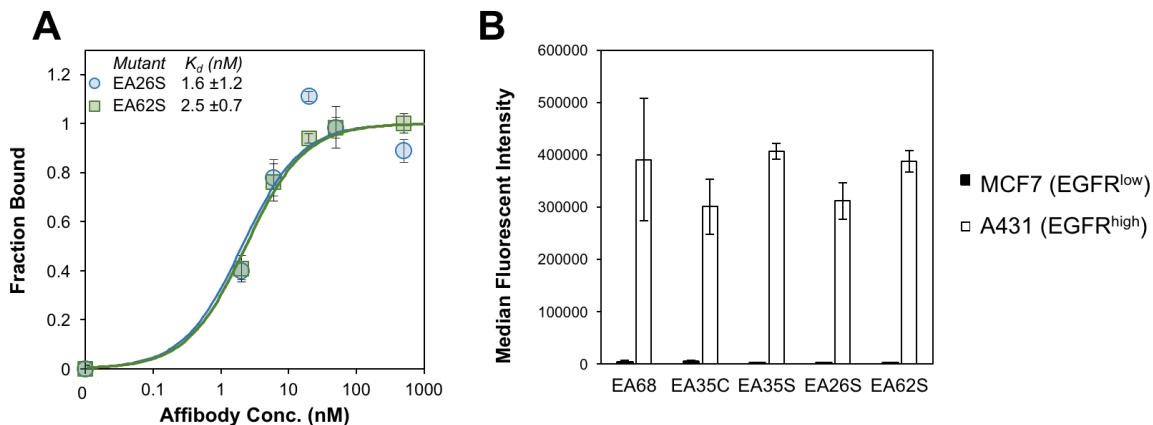 A
Mutant K_d (nM)
EA26S 1.6 ±1.2
EA62S 2.5 ±0.7
1.2
1
0.8
0.6
0.4
0.2
0
0 0.1 1 10 100 1000
Fraction Bound
Affibody Conc. (nM)
B
600000
500000
400000
300000
200000
100000
0
Median Fluorescent Intensity
EA68 EA35C EA35S EA26S EA62S
MCF7 (EGFR^low)
A431 (EGFR^high)